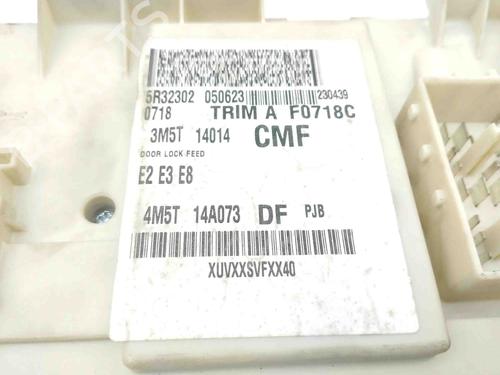 5R32302 050623 230439
0718 TRIM A F0718C
3M5T 14014 CMF
DOOR LOCK FEED
E2 E3 E8
4M5T 14A073 DF PJB
XUVXXSVFXX40